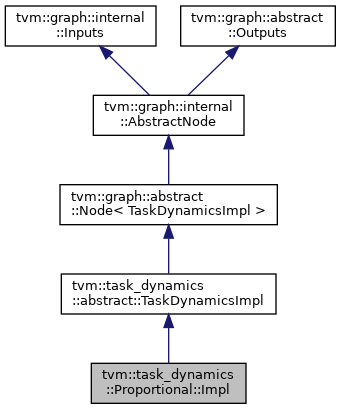 tvm::graph::internal
::Inputs
tvm::graph::abstract
::Outputs
tvm::graph::internal
::AbstractNode
tvm::graph::abstract
::Node< TaskDynamicsImpl >
tvm::task_dynamics
::abstract::TaskDynamicsImpl
tvm::task_dynamics
::Proportional::Impl